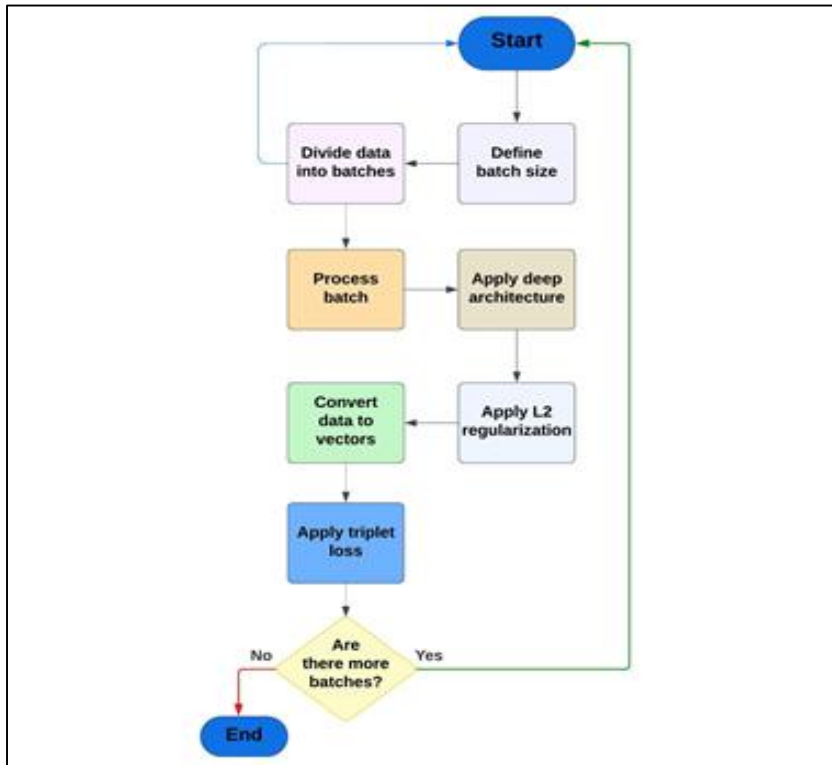 Start
Divide data
into batches
Define
batch size
Process
batch
Apply deep
architecture
Convert
data to
vectors
Apply L2
regularization
Apply triplet
loss
Are
there more
batches?
No
Yes
End